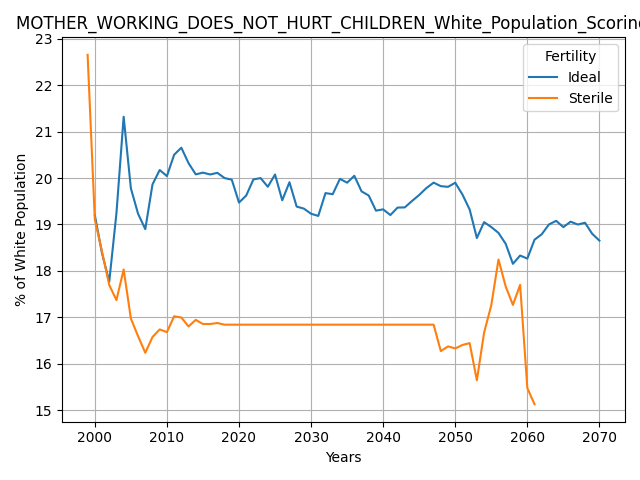 MOTHER_WORKING_DOES_NOT_HURT_CHILDREN_White_Population_Scoring
23
22
21
20
19
18
17
16
15
% of White Population
Fertility
Ideal
Sterile
2000 2010 2020 2030 2040 2050 2060 2070
Years